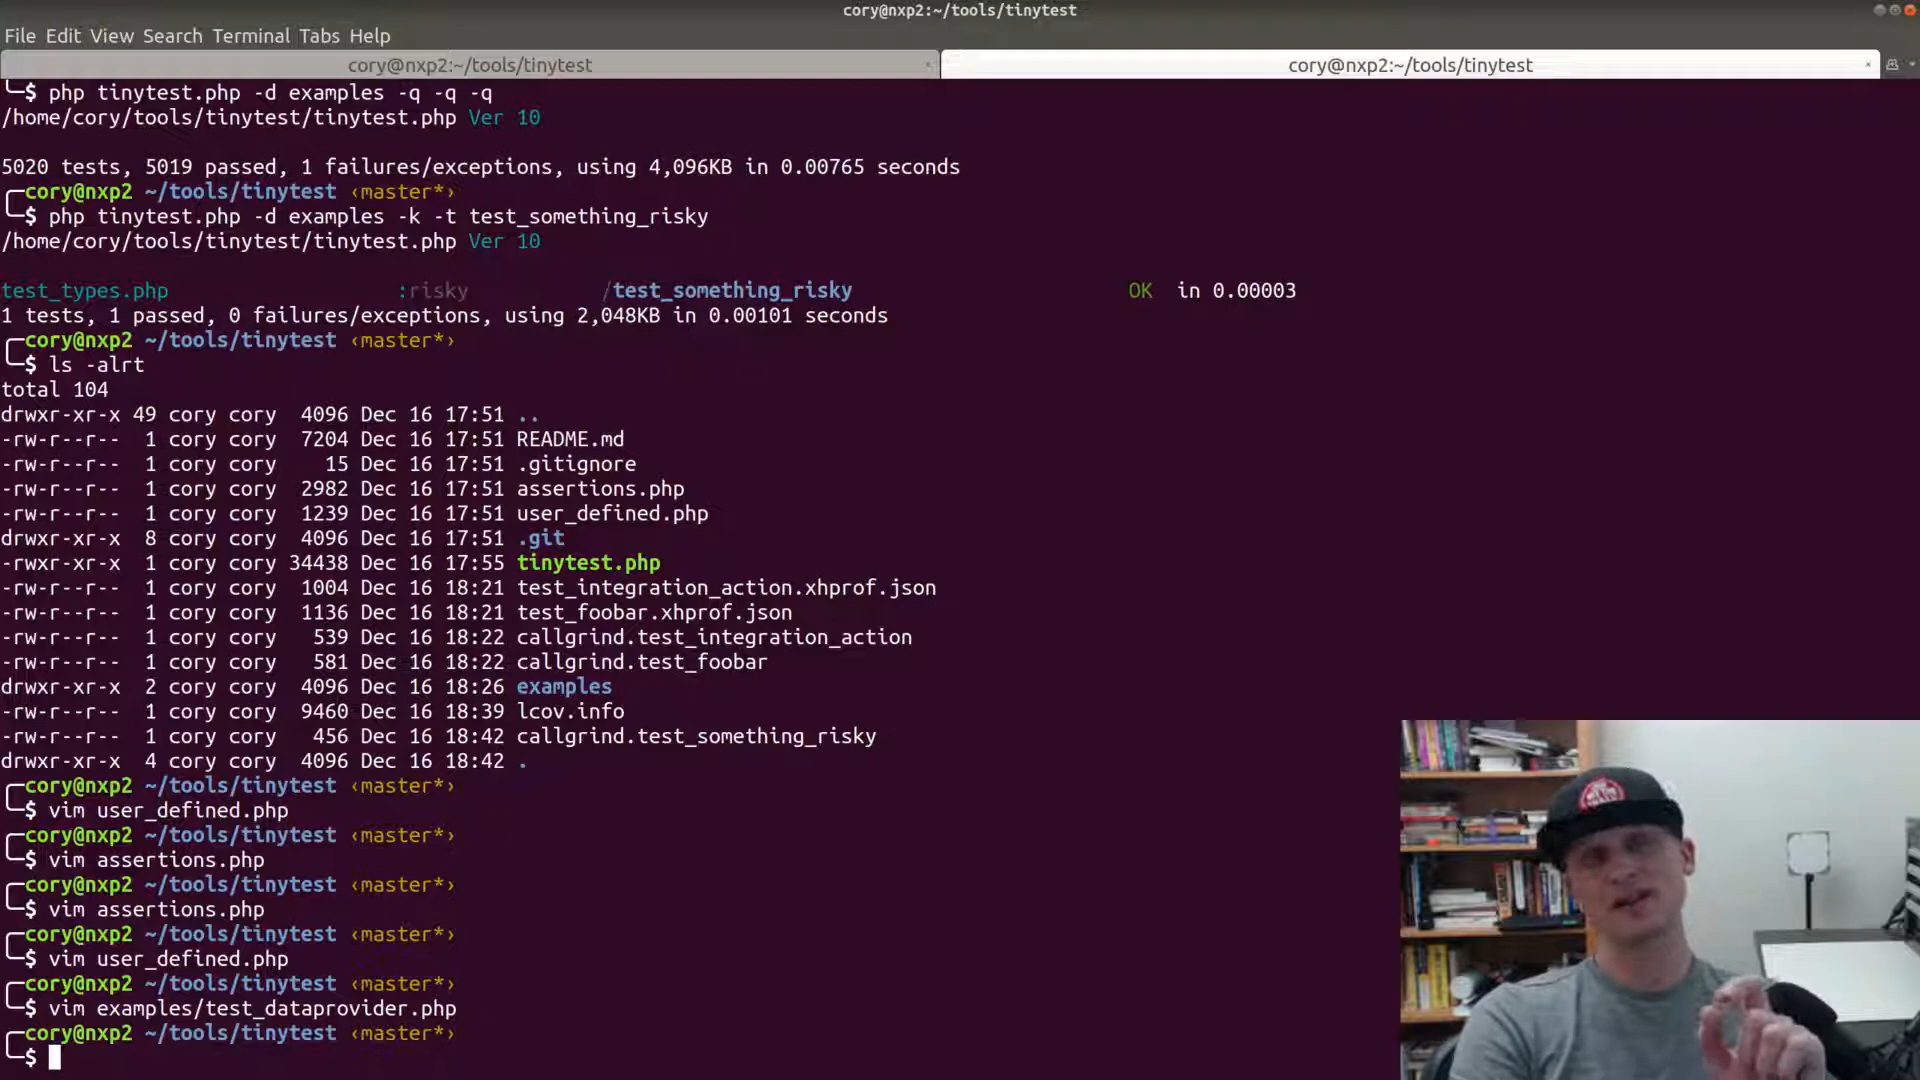 cory@nxp2:~/tools/tinytest
File Edit View Search Terminal Tabs Help
cory@nxp2:~/tools/tinytest × cory@nxp2:~/tools/tinytest ×
$ php tinytest.php -d examples -q -q -q
/home/cory/tools/tinytest/tinytest.php Ver 10
5020 tests, 5019 passed, 1 failures/exceptions, using 4,096KB in 0.00765 seconds
cory@nxp2 ~/tools/tinytest ‹master*›
$ php tinytest.php -d examples -k -t test_something_risky
/home/cory/tools/tinytest/tinytest.php Ver 10
test_types.php :risky /test_something_risky OK in 0.00003
1 tests, 1 passed, 0 failures/exceptions, using 2,048KB in 0.00101 seconds
cory@nxp2 ~/tools/tinytest ‹master*›
$ ls -alrt
total 104
drwxr-xr-x 49 cory cory 4096 Dec 16 17:51 ..
-rw-r--r-- 1 cory cory 7204 Dec 16 17:51 README.md
-rw-r--r-- 1 cory cory 15 Dec 16 17:51 .gitignore
-rw-r--r-- 1 cory cory 2982 Dec 16 17:51 assertions.php
-rw-r--r-- 1 cory cory 1239 Dec 16 17:51 user_defined.php
drwxr-xr-x 8 cory cory 4096 Dec 16 17:51 .git
-rwxr-xr-x 1 cory cory 34438 Dec 16 17:55 tinytest.php
-rw-r--r-- 1 cory cory 1004 Dec 16 18:21 test_integration_action.xhprof.json
-rw-r--r-- 1 cory cory 1136 Dec 16 18:21 test_foobar.xhprof.json
-rw-r--r-- 1 cory cory 539 Dec 16 18:22 callgrind.test_integration_action
-rw-r--r-- 1 cory cory 581 Dec 16 18:22 callgrind.test_foobar
drwxr-xr-x 2 cory cory 4096 Dec 16 18:26 examples
-rw-r--r-- 1 cory cory 9460 Dec 16 18:39 lcov.info
-rw-r--r-- 1 cory cory 456 Dec 16 18:42 callgrind.test_something_risky
drwxr-xr-x 4 cory cory 4096 Dec 16 18:42 .
cory@nxp2 ~/tools/tinytest ‹master*›
$ vim user_defined.php
cory@nxp2 ~/tools/tinytest ‹master*›
$ vim assertions.php
cory@nxp2 ~/tools/tinytest ‹master*›
$ vim assertions.php
cory@nxp2 ~/tools/tinytest ‹master*›
$ vim user_defined.php
cory@nxp2 ~/tools/tinytest ‹master*›
$ vim examples/test_dataprovider.php
cory@nxp2 ~/tools/tinytest ‹master*›
$